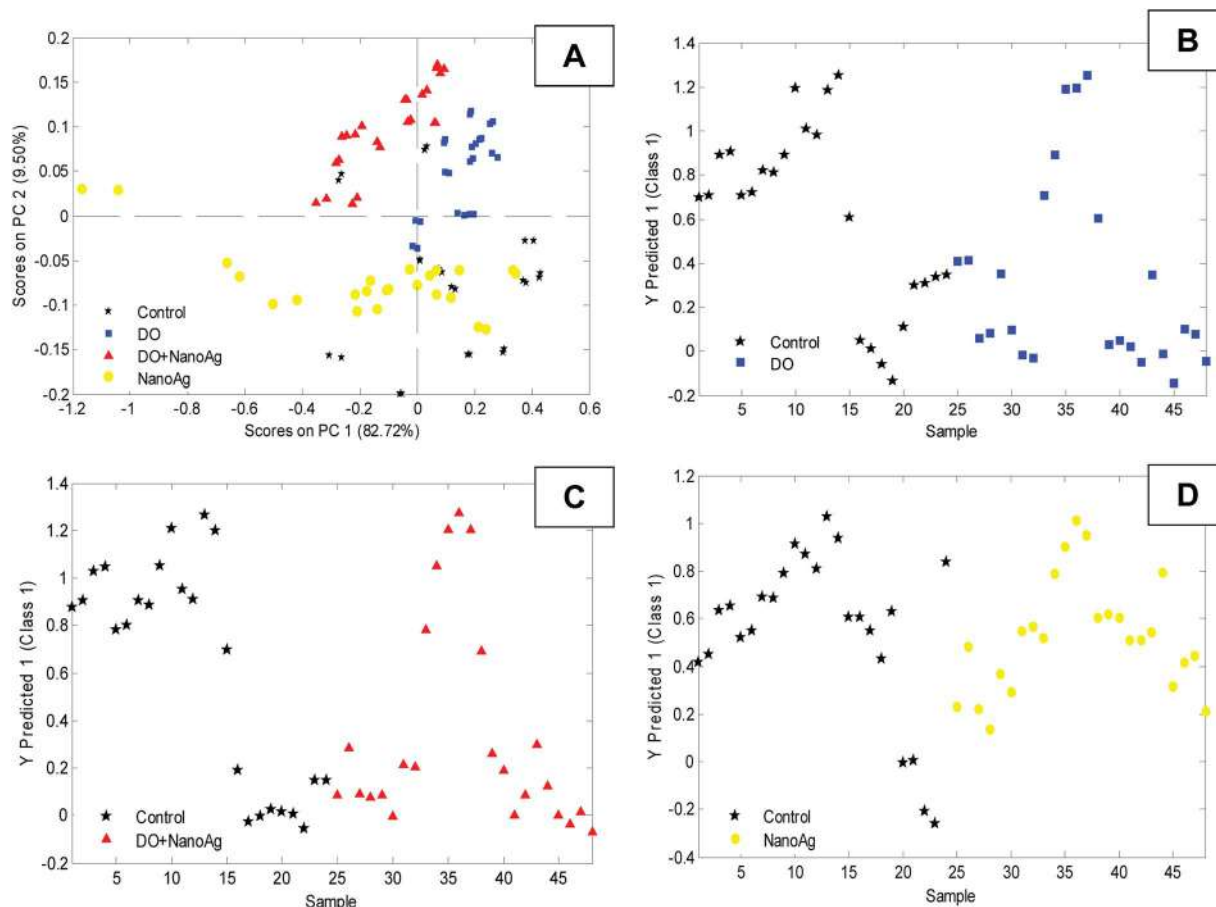 A
0.2
0.15
0.1
0.05
0
-0.05
-0.1
-0.15
-0.2
Scores on PC 2 (9.50%)
Control
DO
DO+NanoAg
NanoAg
-1.2 -1 -0.8 -0.6 -0.4 -0.2 0 0.2 0.4 0.6
Scores on PC 1 (82.72%)
B
1.4
1.2
1
0.8
0.6
0.4
0.2
0
-0.2
Y Predicted 1 (Class 1)
Control
DO
5 10 15 20 25 30 35 40 45
Sample
C
1.4
1.2
1
0.8
0.6
0.4
0.2
0
-0.2
Y Predicted 1 (Class 1)
Control
DO+NanoAg
5 10 15 20 25 30 35 40 45
Sample
D
1.2
1
0.8
0.6
0.4
0.2
0
-0.2
-0.4
Y Predicted 1 (Class 1)
Control
NanoAg
5 10 15 20 25 30 35 40 45
Sample